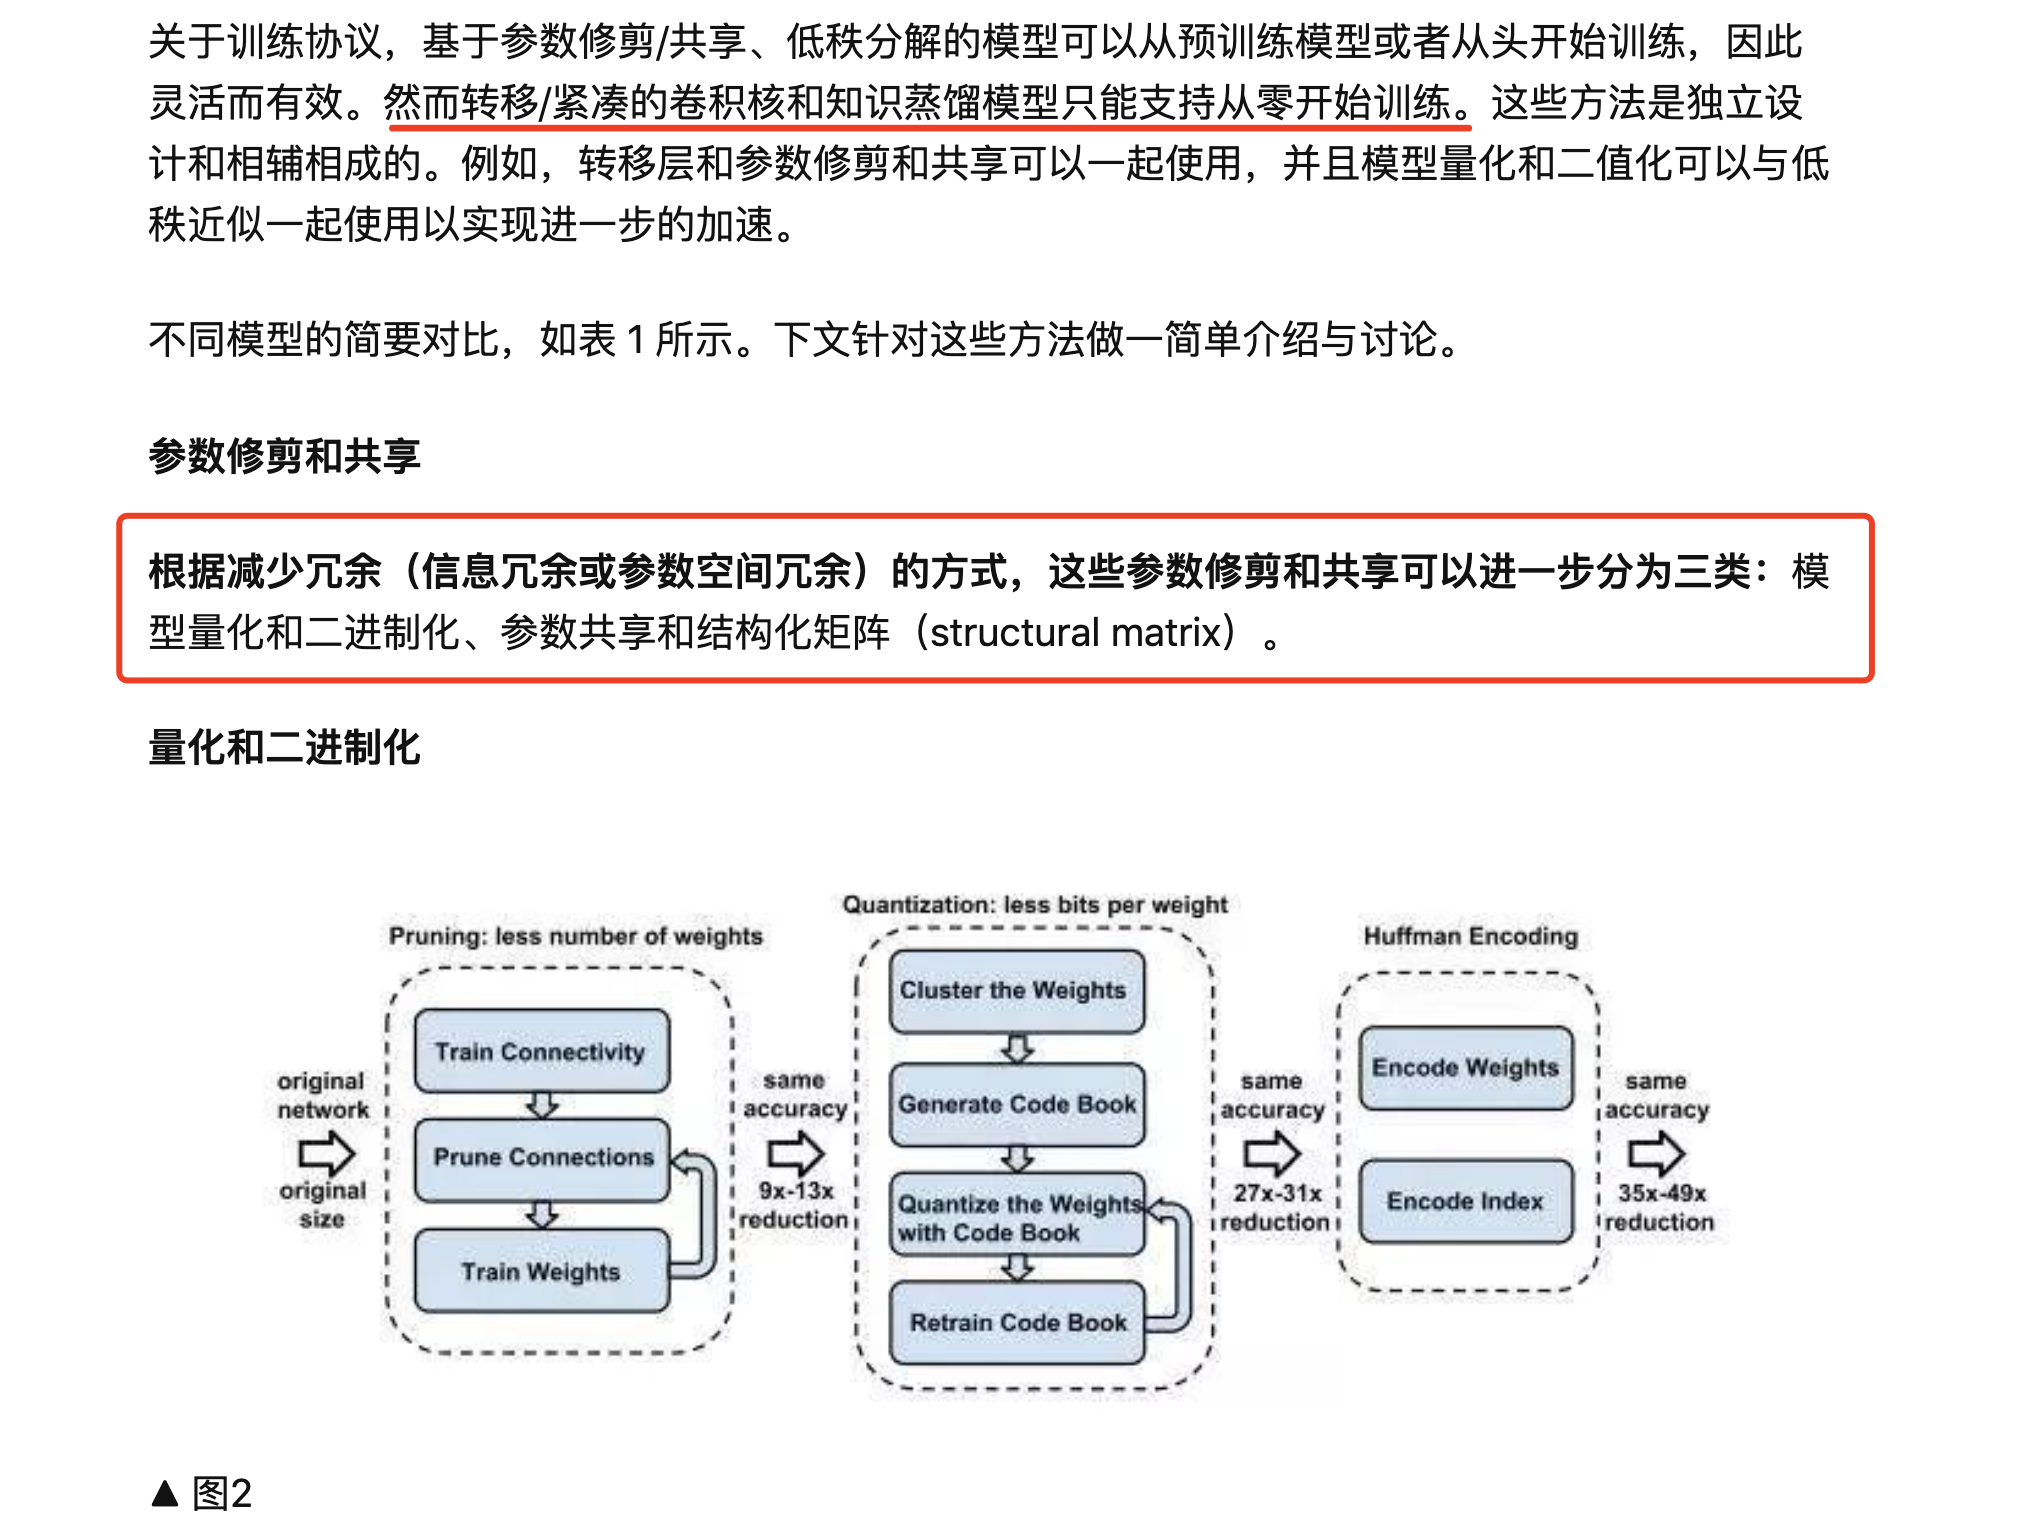 关于训练协议，基于参数修剪/共享、低秩分解的模型可以从预训练模型或者从头开始训练，因此
灵活而有效。然而转移/紧凑的卷积核和知识蒸馏模型只能支持从零开始训练。这些方法是独立设
计和相辅相成的。例如，转移层和参数修剪和共享可以一起使用，并且模型量化和二值化可以与低
秩近似一起使用以实现进一步的加速。
不同模型的简要对比，如表 1 所示。下文针对这些方法做一简单介绍与讨论。
参数修剪和共享
根据减少冗余（信息冗余或参数空间冗余）的方式，这些参数修剪和共享可以进一步分为三类：模
型量化和二进制化、参数共享和结构化矩阵（structural matrix）。
量化和二进制化
original
network
original
size
Pruning: less number of weights
Train Connectivity
Prune Connections
Train Weights
same
accuracy
9x-13x
reduction
Quantization: less bits per weight
Cluster the Weights
Generate Code Book
Quantize the Weights
with Code Book
Retrain Code Book
same
accuracy
27x-31x
reduction
Huffman Encoding
Encode Weights
Encode Index
same
accuracy
35x-49x
reduction
▲ 图2